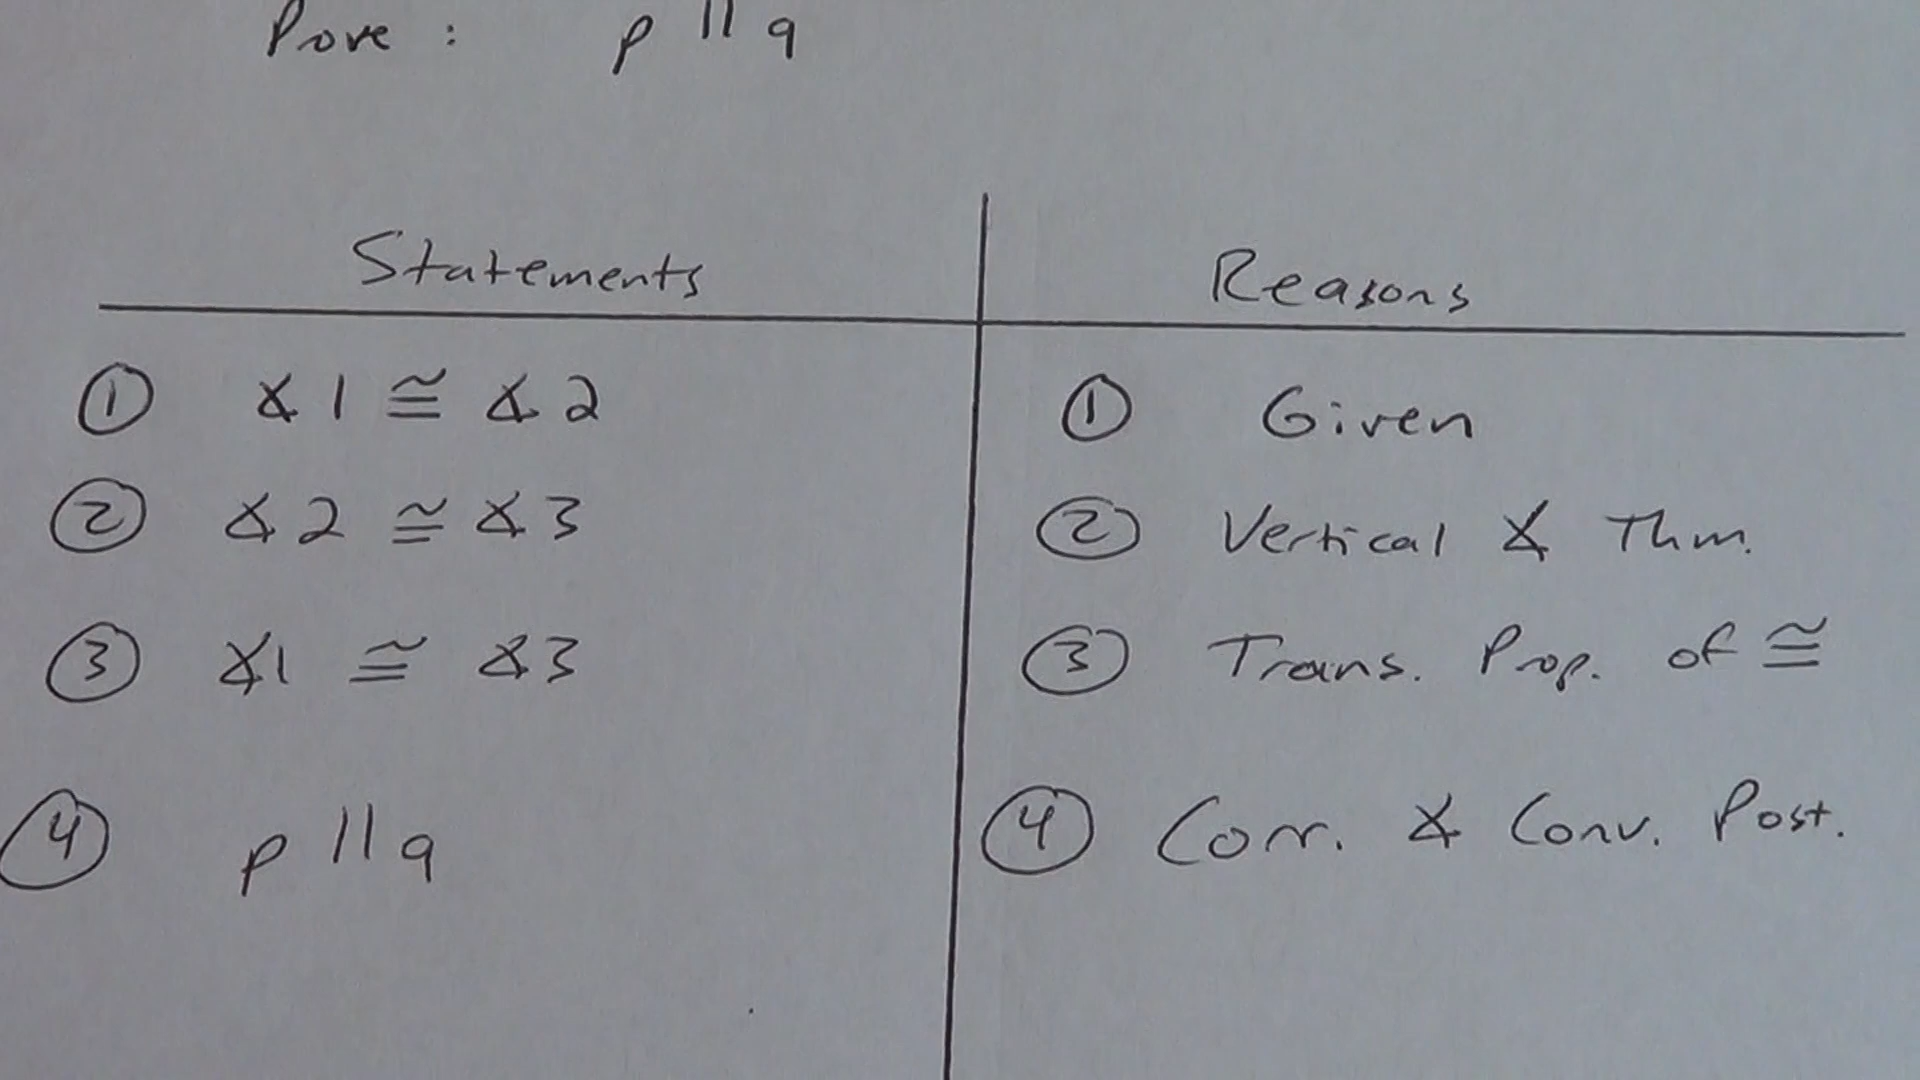 Prove : p || q
Statements Reasons
① ∡1 ≅ ∡2 ① Given
② ∡2 ≅ ∡3 ② Vertical ∡ Thm.
③ ∡1 ≅ ∡3 ③ Trans. Prop. of ≅
④ p || q ④ Corr. ∡ Conv. Post.